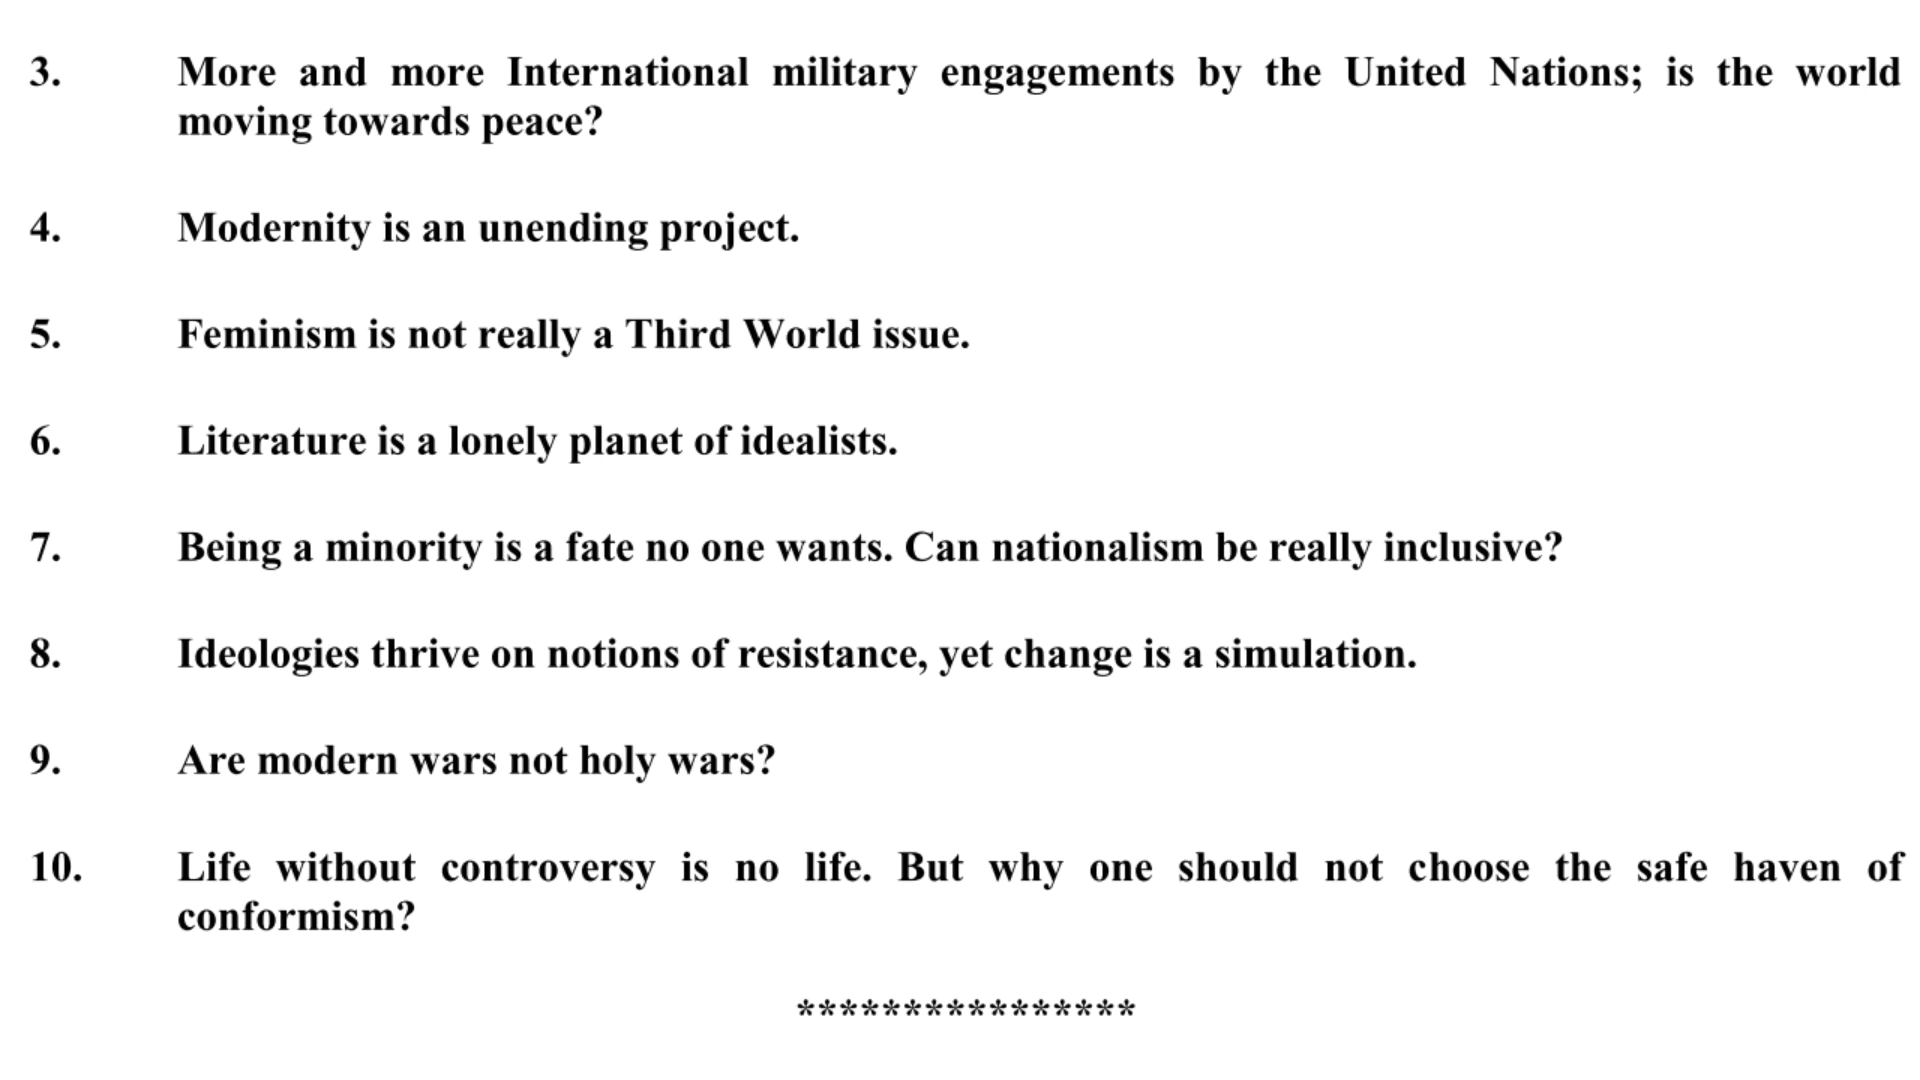 3. More and more International military engagements by the United Nations; is the world
moving towards peace?
4. Modernity is an unending project.
5. Feminism is not really a Third World issue.
6. Literature is a lonely planet of idealists.
7. Being a minority is a fate no one wants. Can nationalism be really inclusive?
8. Ideologies thrive on notions of resistance, yet change is a simulation.
9. Are modern wars not holy wars?
10. Life without controversy is no life. But why one should not choose the safe haven of
conformism?
****************